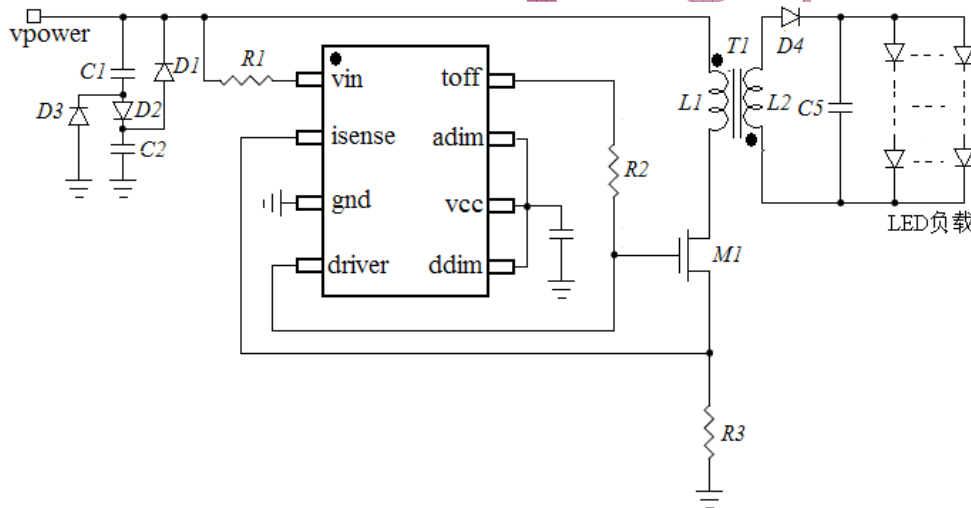 vpower
C1
D1
D3
D2
C2
R1
vin
isense
gnd
driver
toff
adim
vcc
ddim
R2
T1
L1
L2
D4
C5
LED负载
M1
R3